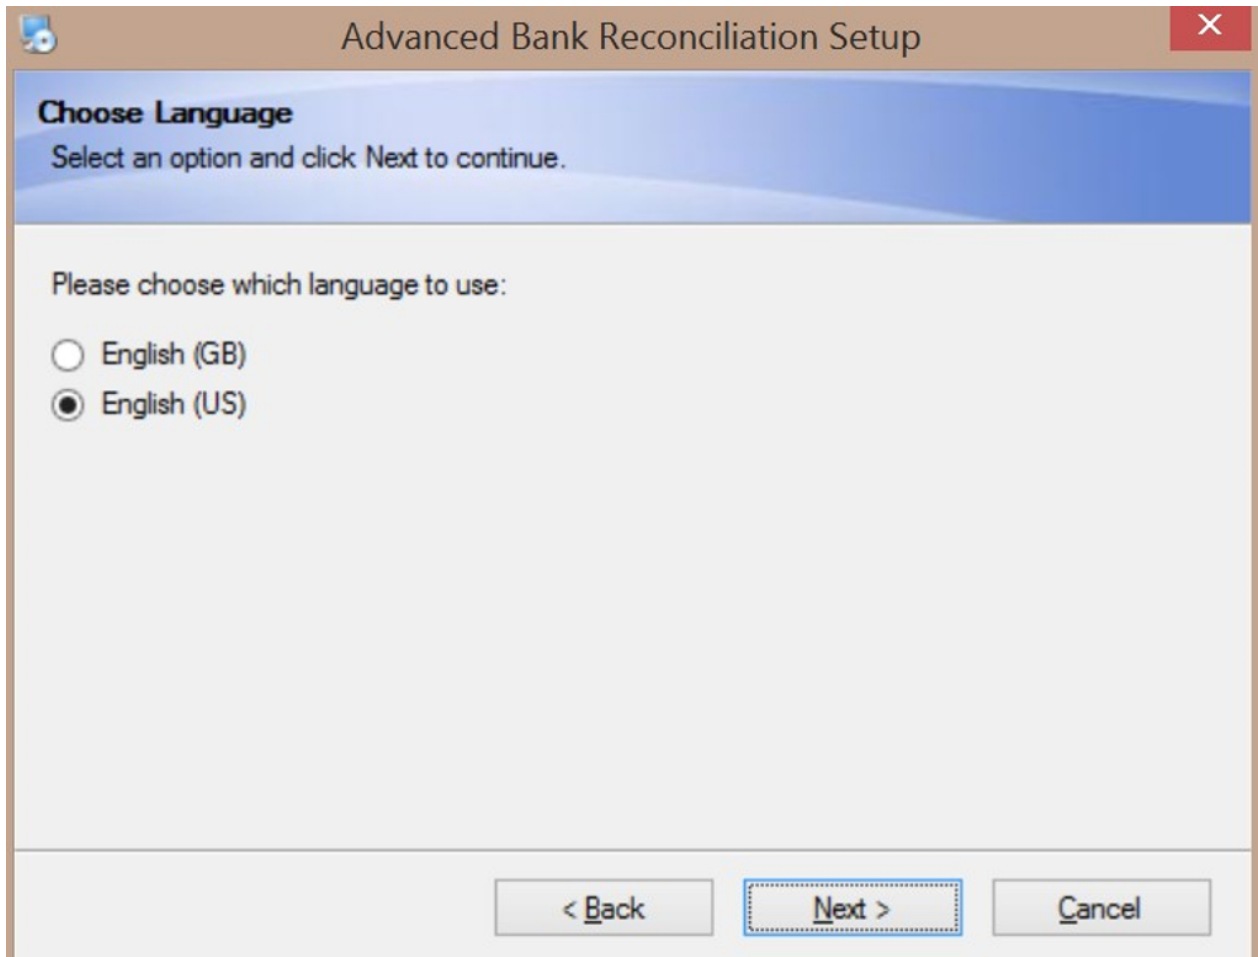 Advanced Bank Reconciliation Setup
Choose Language
Select an option and click Next to continue.
Please choose which language to use:
English (GB)
English (US)
< Back Next > Cancel